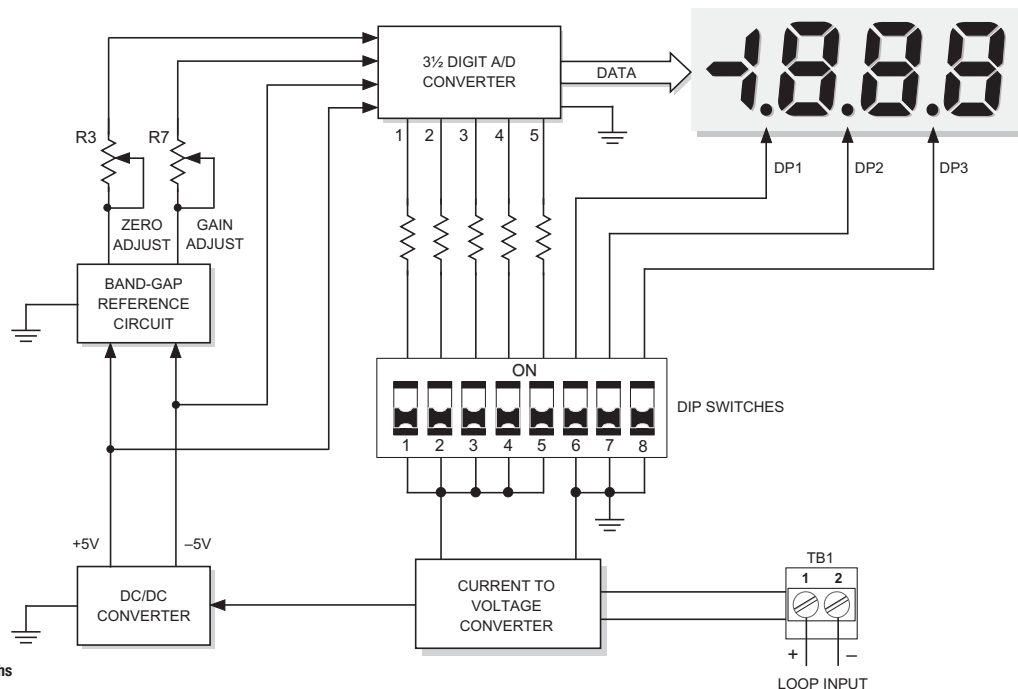 3½ DIGIT A/D
CONVERTER
DATA
-1.8.8.8
1 2 3 4 5
R3
R7
DP1
DP2
DP3
ZERO
ADJUST
GAIN
ADJUST
BAND-GAP
REFERENCE
CIRCUIT
ON
DIP SWITCHES
1 2 3 4 5 6 7 8
+5V
–5V
TB1
1 2
DC/DC
CONVERTER
CURRENT TO
VOLTAGE
CONVERTER
+ –
LOOP INPUT